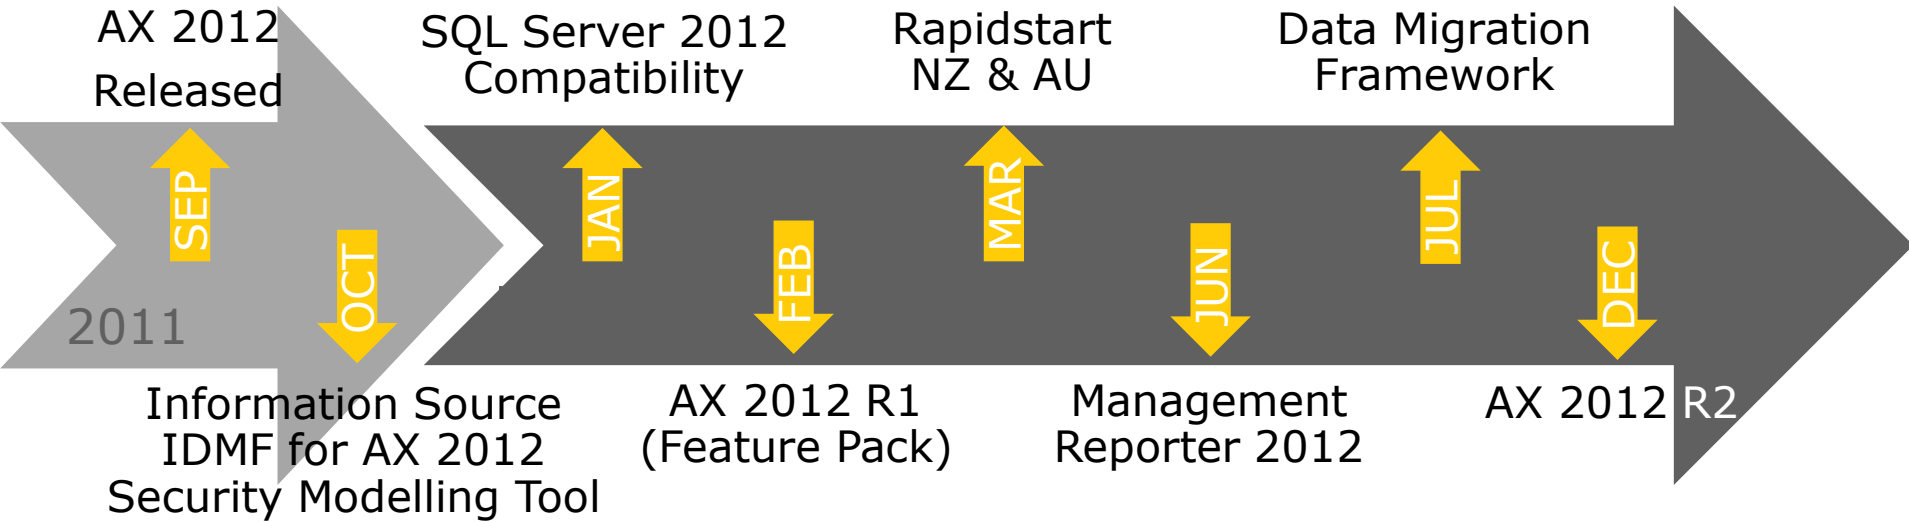 AX 2012
Released
SQL Server 2012
Compatibility
Rapidstart
NZ & AU
Data Migration
Framework
SEP
OCT
JAN
FEB
MAR
JUN
JUL
DEC
2011
Information Source
IDMF for AX 2012
Security Modelling Tool
AX 2012 R1
(Feature Pack)
Management
Reporter 2012
AX 2012 R2